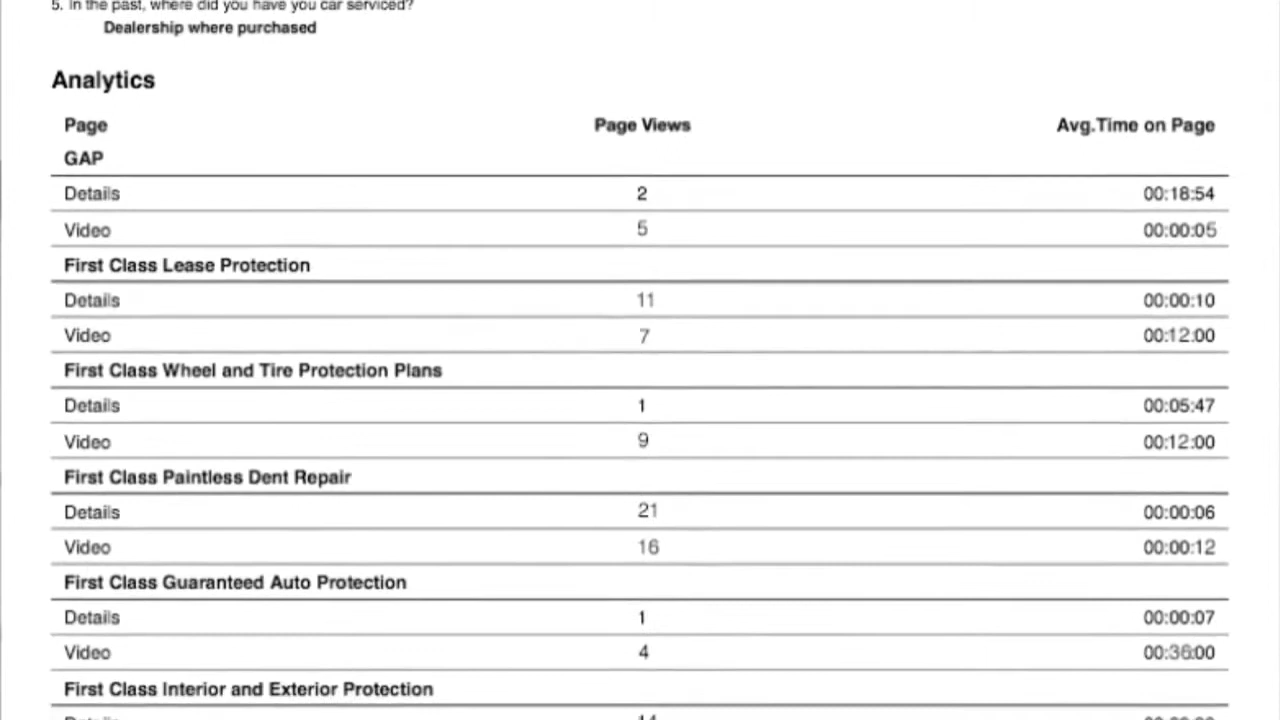 5. In the past, where did you have you car serviced?
Dealership where purchased
Analytics
Page Page Views Avg.Time on Page
GAP
Details 2 00:18:54
Video 5 00:00:05
First Class Lease Protection
Details 11 00:00:10
Video 7 00:12:00
First Class Wheel and Tire Protection Plans
Details 1 00:05:47
Video 9 00:12:00
First Class Paintless Dent Repair
Details 21 00:00:06
Video 16 00:00:12
First Class Guaranteed Auto Protection
Details 1 00:00:07
Video 4 00:36:00
First Class Interior and Exterior Protection
Details 14